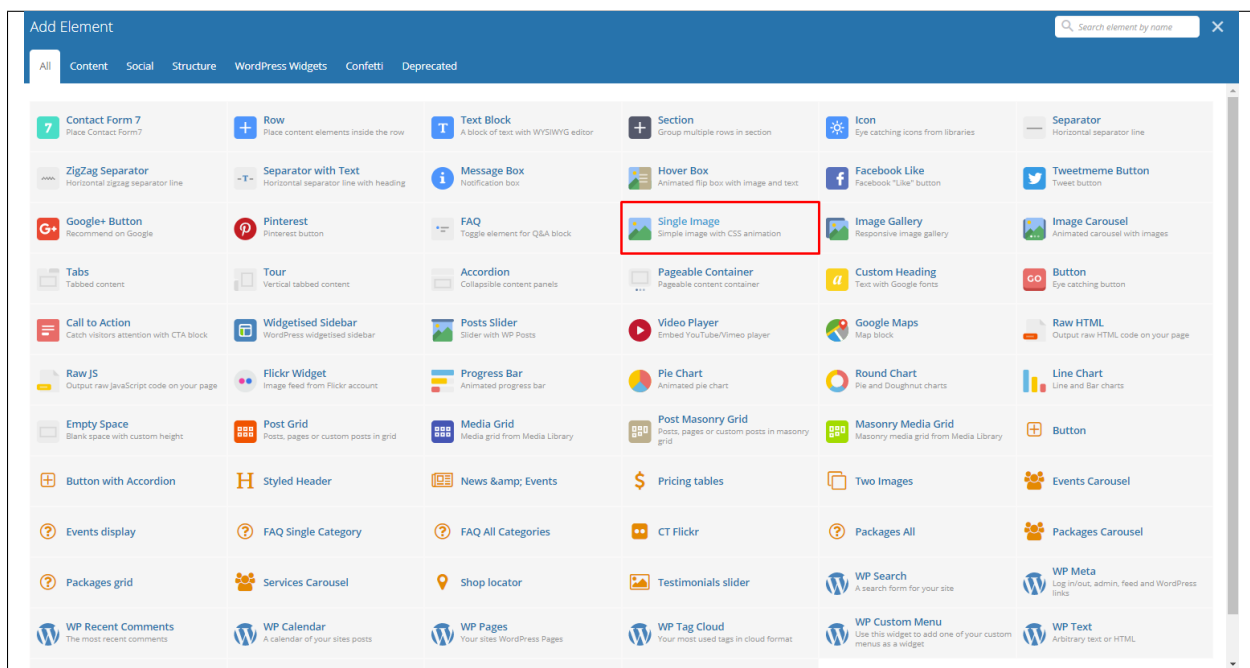 Add Element
Search element by name
All Content Social Structure WordPress Widgets Confetti Deprecated
Contact Form 7
Place Contact Form7
Row
Place content elements inside the row
Text Block
A block of text with WYSIWYG editor
Section
Group multiple rows in section
Icon
Eye catching icons from libraries
Separator
Horizontal separator line
ZigZag Separator
Horizontal zigzag separator line
Separator with Text
Horizontal separator line with heading
Message Box
Notification box
Hover Box
Animated flip box with image and text
Facebook Like
Facebook "Like" button
Tweetmeme Button
Tweet button
Google+ Button
Recommend on Google
Pinterest
Pinterest button
FAQ
Toggle element for Q&A block
Single Image
Simple image with CSS animation
Image Gallery
Responsive image gallery
Image Carousel
Animated carousel with images
Tabs
Tabbed content
Tour
Vertical tabbed content
Accordion
Collapsible content panels
Pageable Container
Pageable content container
Custom Heading
Text with Google fonts
GO
Button
Eye catching button
Call to Action
Catch visitors attention with CTA block
Widgetised Sidebar
WordPress widgetised sidebar
Posts Slider
Slider with WP Posts
Video Player
Embed YouTube/Vimeo player
Google Maps
Map block
Raw HTML
Output raw HTML code on your page
Raw JS
Output raw JavaScript code on your page
Flickr Widget
Image feed from Flickr account
Progress Bar
Animated progress bar
Pie Chart
Animated pie chart
Round Chart
Pie and Doughnut charts
Line Chart
Line and Bar charts
Empty Space
Blank space with custom height
Post Grid
Posts, pages or custom posts in grid
Media Grid
Media grid from Media Library
Post Masonry Grid
Posts, pages or custom posts in masonry
grid
Masonry Media Grid
Masonry media grid from Media Library
Button
Button with Accordion
Styled Header
News &amp; Events
Pricing tables
Two Images
Events Carousel
Events display
FAQ Single Category
FAQ All Categories
CT Flickr
Packages All
Packages Carousel
Packages grid
Services Carousel
Shop locator
Testimonials slider
WP Search
A search form for your site
WP Meta
Log in/out, admin, feed and WordPress
links
WP Recent Comments
The most recent comments
WP Calendar
A calendar of your sites posts
WP Pages
Your sites WordPress Pages
WP Tag Cloud
Your most used tags in cloud format
WP Custom Menu
Use this widget to add one of your custom
menus as a widget
WP Text
Arbitrary text or HTML